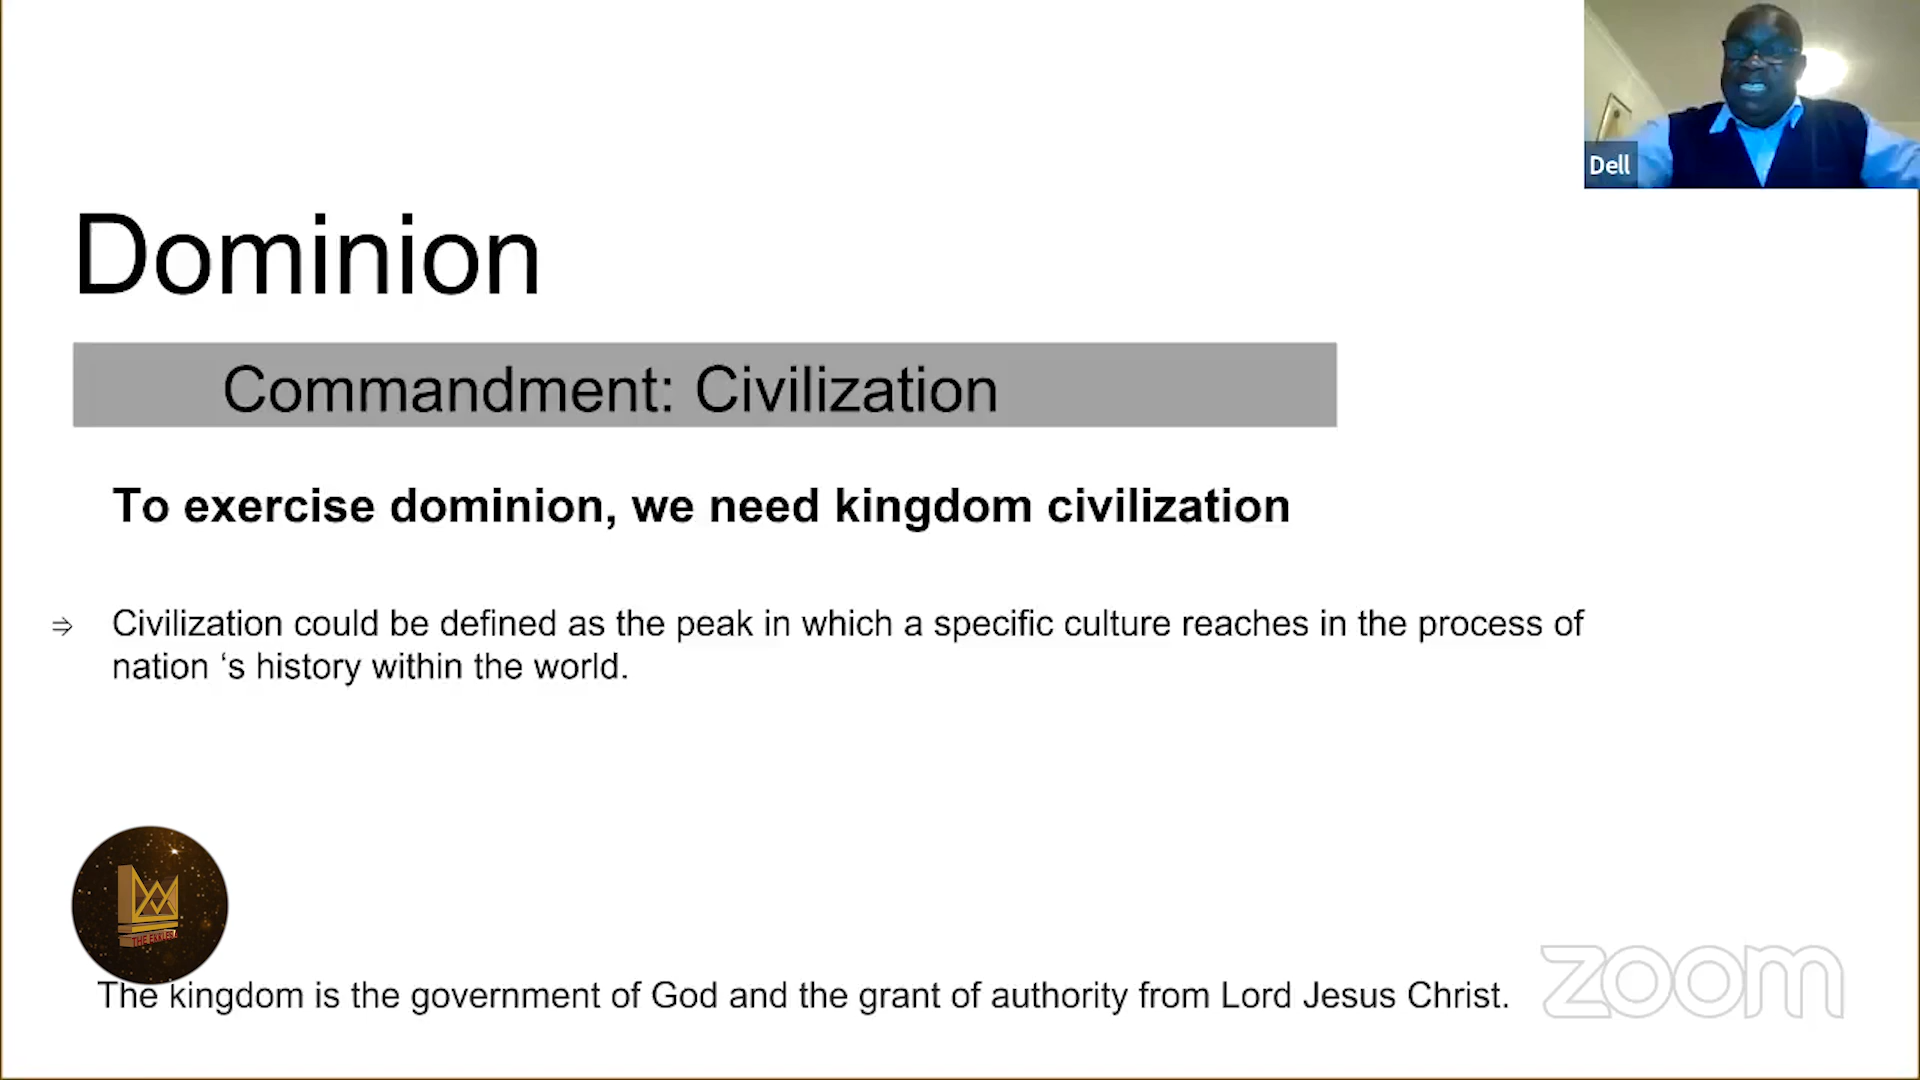 Dell
Dominion
Commandment: Civilization
To exercise dominion, we need kingdom civilization
⇒ Civilization could be defined as the peak in which a specific culture reaches in the process of
nation ‘s history within the world.
THE EKKLESIA
The kingdom is the government of God and the grant of authority from Lord Jesus Christ.
zoom